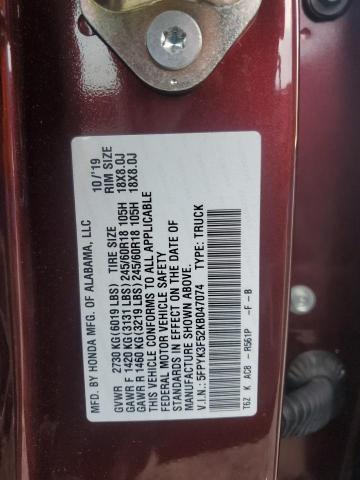 MFD. BY HONDA MFG. OF ALABAMA, LLC 10/'19
GVWR 2730 KG(6019 LBS) TIRE SIZE RIM SIZE
GAWR F 1420 KG(3131 LBS) 245/60R18 105H 18X8.0J
GAWR R 1460 KG(3219 LBS) 245/60R18 105H 18X8.0J
THIS VEHICLE CONFORMS TO ALL APPLICABLE
FEDERAL MOTOR VEHICLE SAFETY
STANDARDS IN EFFECT ON THE DATE OF
MANUFACTURE SHOWN ABOVE.
V.I.N.: 5FPYK3F52KB047074 TYPE: TRUCK
T6Z K AC8 - R561P -F-B